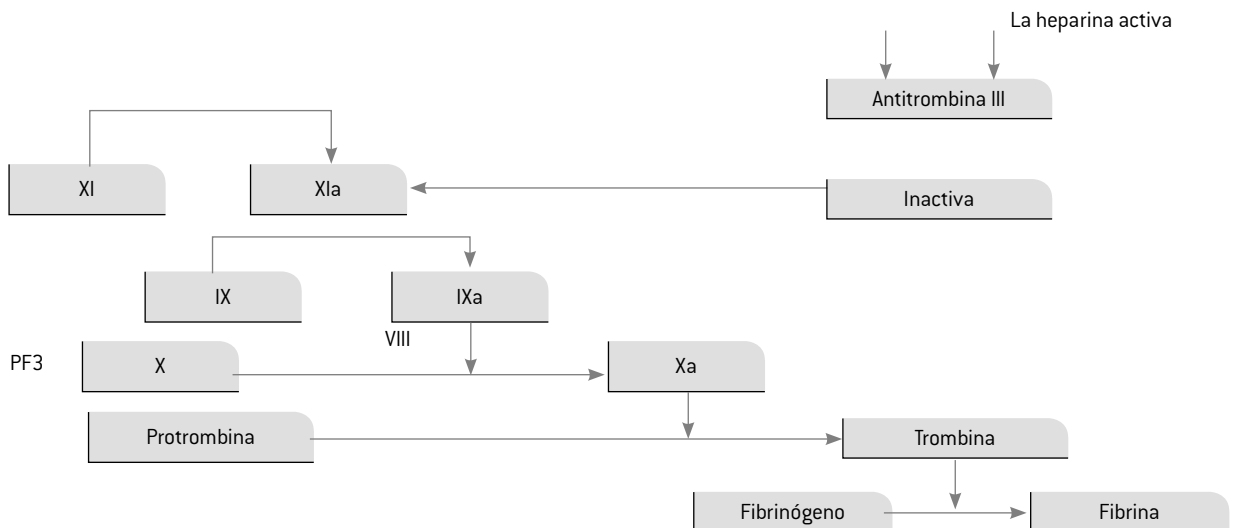 La heparina activa
Antitrombina III
XI
XIa
Inactiva
IX
IXa
VIII
PF3
X
Xa
Protrombina
Trombina
Fibrinógeno
Fibrina